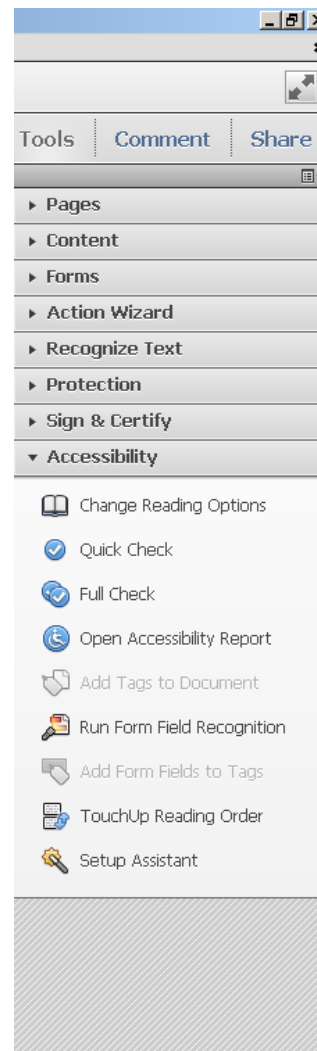 Tools Comment Share
Pages
Content
Forms
Action Wizard
Recognize Text
Protection
Sign & Certify
Accessibility
Change Reading Options
Quick Check
Full Check
Open Accessibility Report
Add Tags to Document
Run Form Field Recognition
Add Form Fields to Tags
TouchUp Reading Order
Setup Assistant